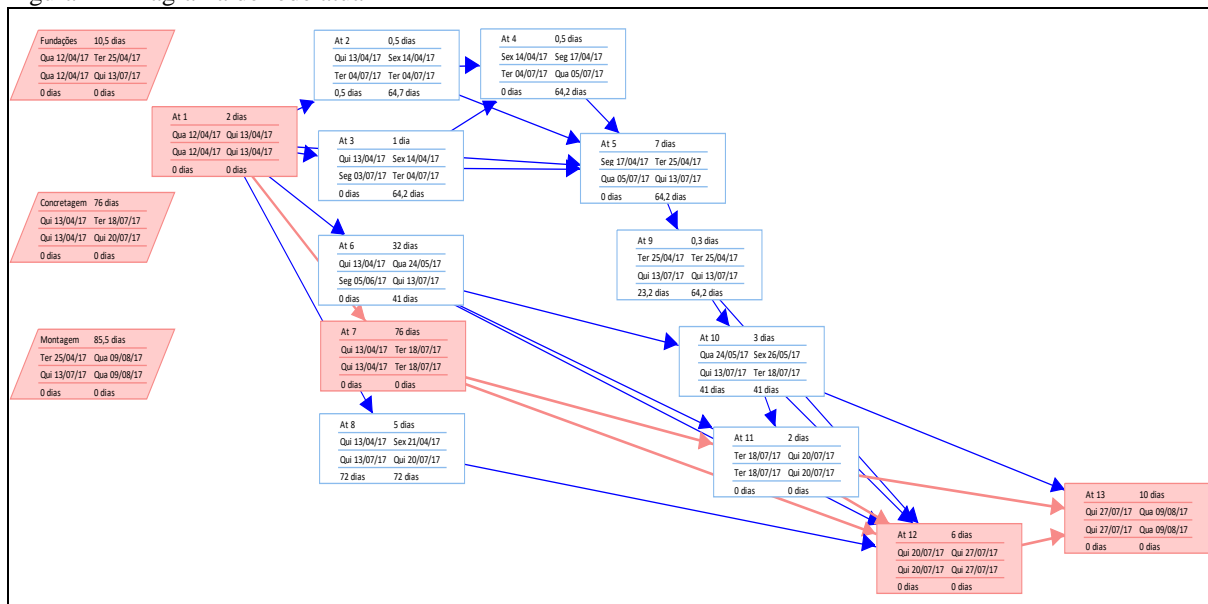 Fundações 10,5 dias
Qua 12/04/17 Ter 25/04/17
Qua 12/04/17 Qui 13/07/17
0 dias 0 dias
At 2 0,5 dias
Qui 13/04/17 Sex 14/04/17
Ter 04/07/17 Ter 04/07/17
0,5 dias 64,7 dias
At 4 0,5 dias
Sex 14/04/17 Seg 17/04/17
Ter 04/07/17 Qua 05/07/17
0 dias 64,2 dias
At 1 2 dias
Qua 12/04/17 Qui 13/04/17
Qua 12/04/17 Qui 13/04/17
0 dias 0 dias
At 3 1 dia
Qui 13/04/17 Sex 14/04/17
Seg 03/07/17 Ter 04/07/17
0 dias 64,2 dias
At 5 7 dias
Seg 17/04/17 Ter 25/04/17
Qua 05/07/17 Qui 13/07/17
0 dias 64,2 dias
Concretagem 76 dias
Qui 13/04/17 Ter 18/07/17
Qui 13/04/17 Qui 20/07/17
0 dias 0 dias
At 6 32 dias
Qui 13/04/17 Qua 24/05/17
Seg 05/06/17 Qui 13/07/17
0 dias 41 dias
At 9 0,3 dias
Ter 25/04/17 Ter 25/04/17
Qui 13/07/17 Qui 13/07/17
23,2 dias 64,2 dias
Montagem 85,5 dias
Ter 25/04/17 Qua 09/08/17
Qui 13/07/17 Qua 09/08/17
0 dias 0 dias
At 7 76 dias
Qui 13/04/17 Ter 18/07/17
Qui 13/04/17 Ter 18/07/17
0 dias 0 dias
At 10 3 dias
Qua 24/05/17 Sex 26/05/17
Qui 13/07/17 Ter 18/07/17
41 dias 41 dias
At 8 5 dias
Qui 13/04/17 Sex 21/04/17
Qui 13/07/17 Qui 20/07/17
72 dias 72 dias
At 11 2 dias
Ter 18/07/17 Qui 20/07/17
Ter 18/07/17 Qui 20/07/17
0 dias 0 dias
At 13 10 dias
Qui 27/07/17 Qua 09/08/17
Qui 27/07/17 Qua 09/08/17
0 dias 0 dias
At 12 6 dias
Qui 20/07/17 Qui 27/07/17
Qui 20/07/17 Qui 27/07/17
0 dias 0 dias